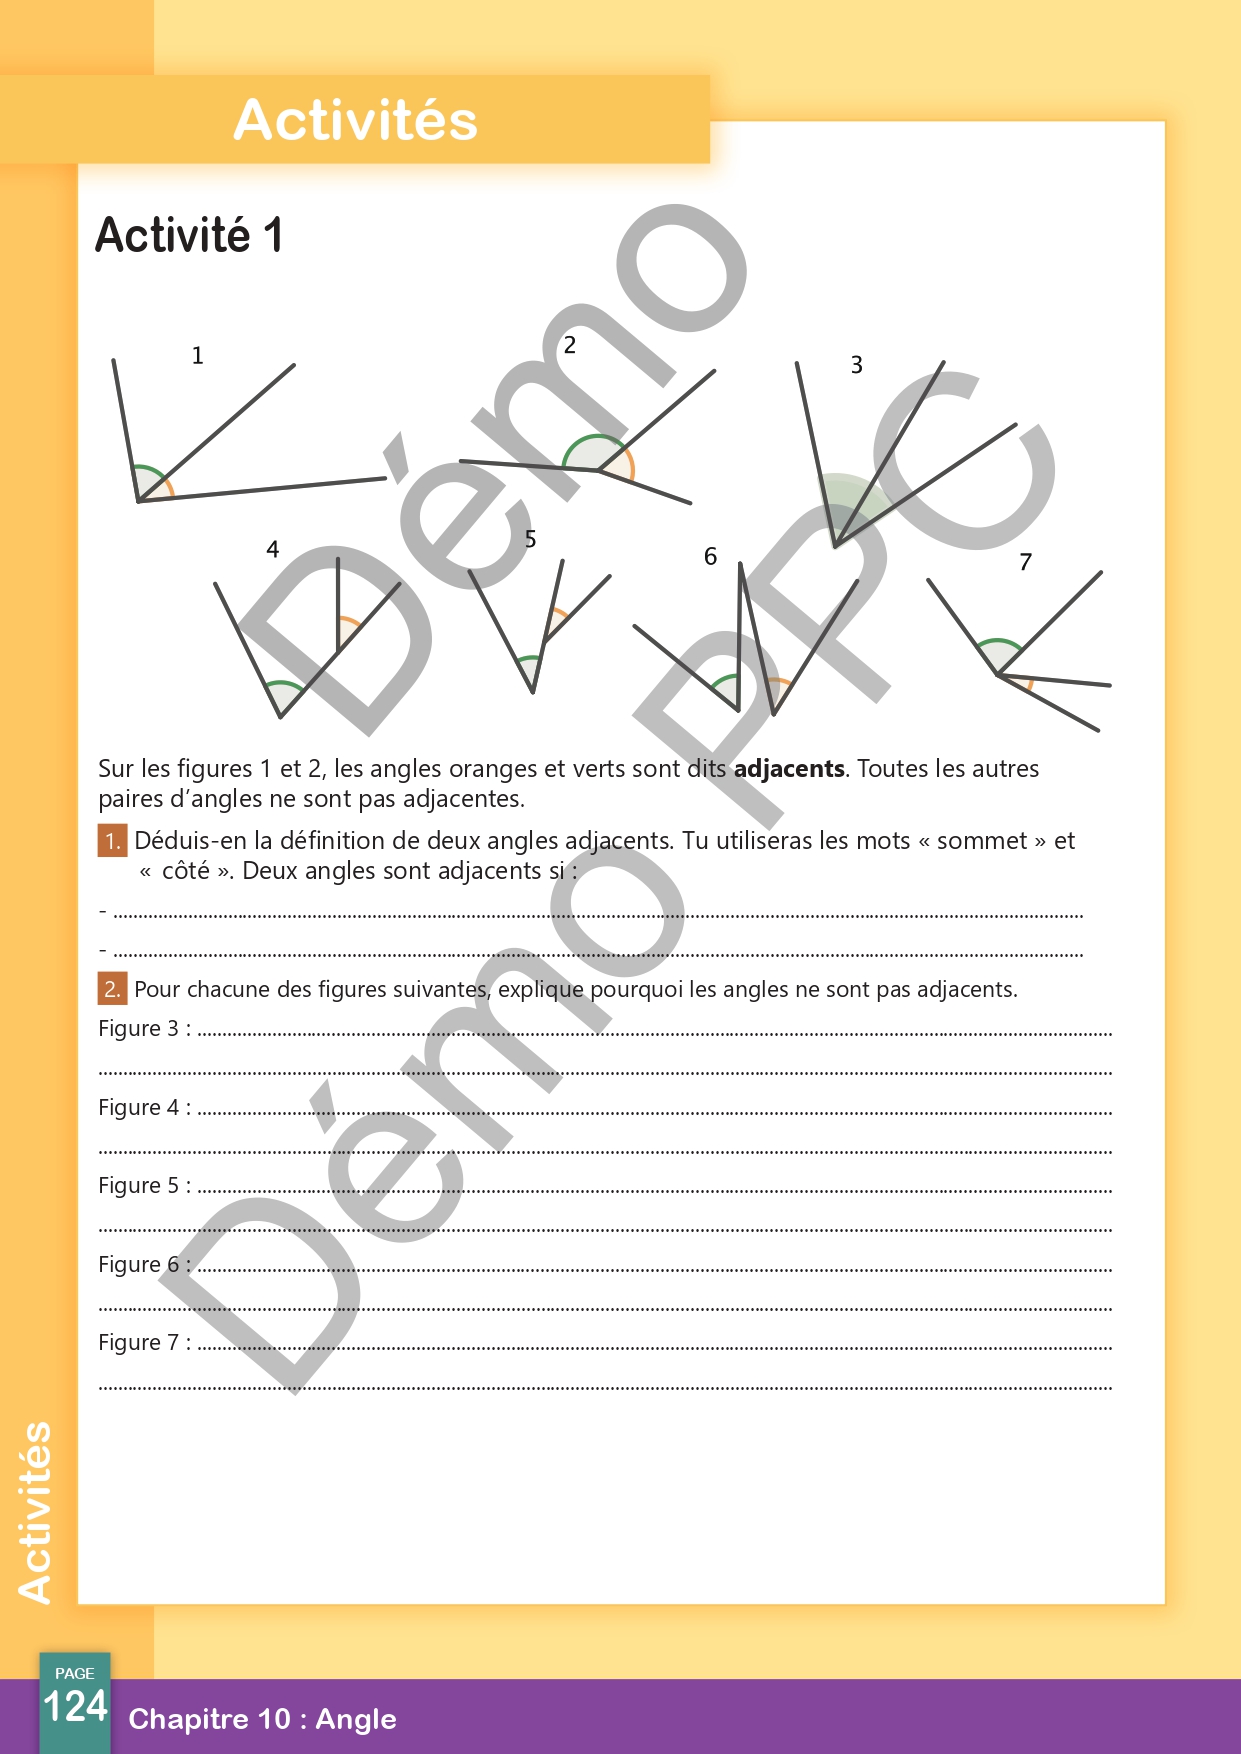 Activités
Activité 1
1
2
3
4
5
6
7
Sur les figures 1 et 2, les angles oranges et verts sont dits adjacents. Toutes les autres
paires d’angles ne sont pas adjacentes.
1. Déduis-en la définition de deux angles adjacents. Tu utiliseras les mots « sommet » et
« côté ». Deux angles sont adjacents si :
- ........................................................................
- ........................................................................
2. Pour chacune des figures suivantes, explique pourquoi les angles ne sont pas adjacents.
Figure 3 : ........................................................................
........................................................................
Figure 4 : ........................................................................
........................................................................
Figure 5 : ........................................................................
........................................................................
Figure 6 : ........................................................................
........................................................................
Figure 7 : ........................................................................
........................................................................
Démo PPC
Démo
Activités
PAGE
124
Chapitre 10 : Angle